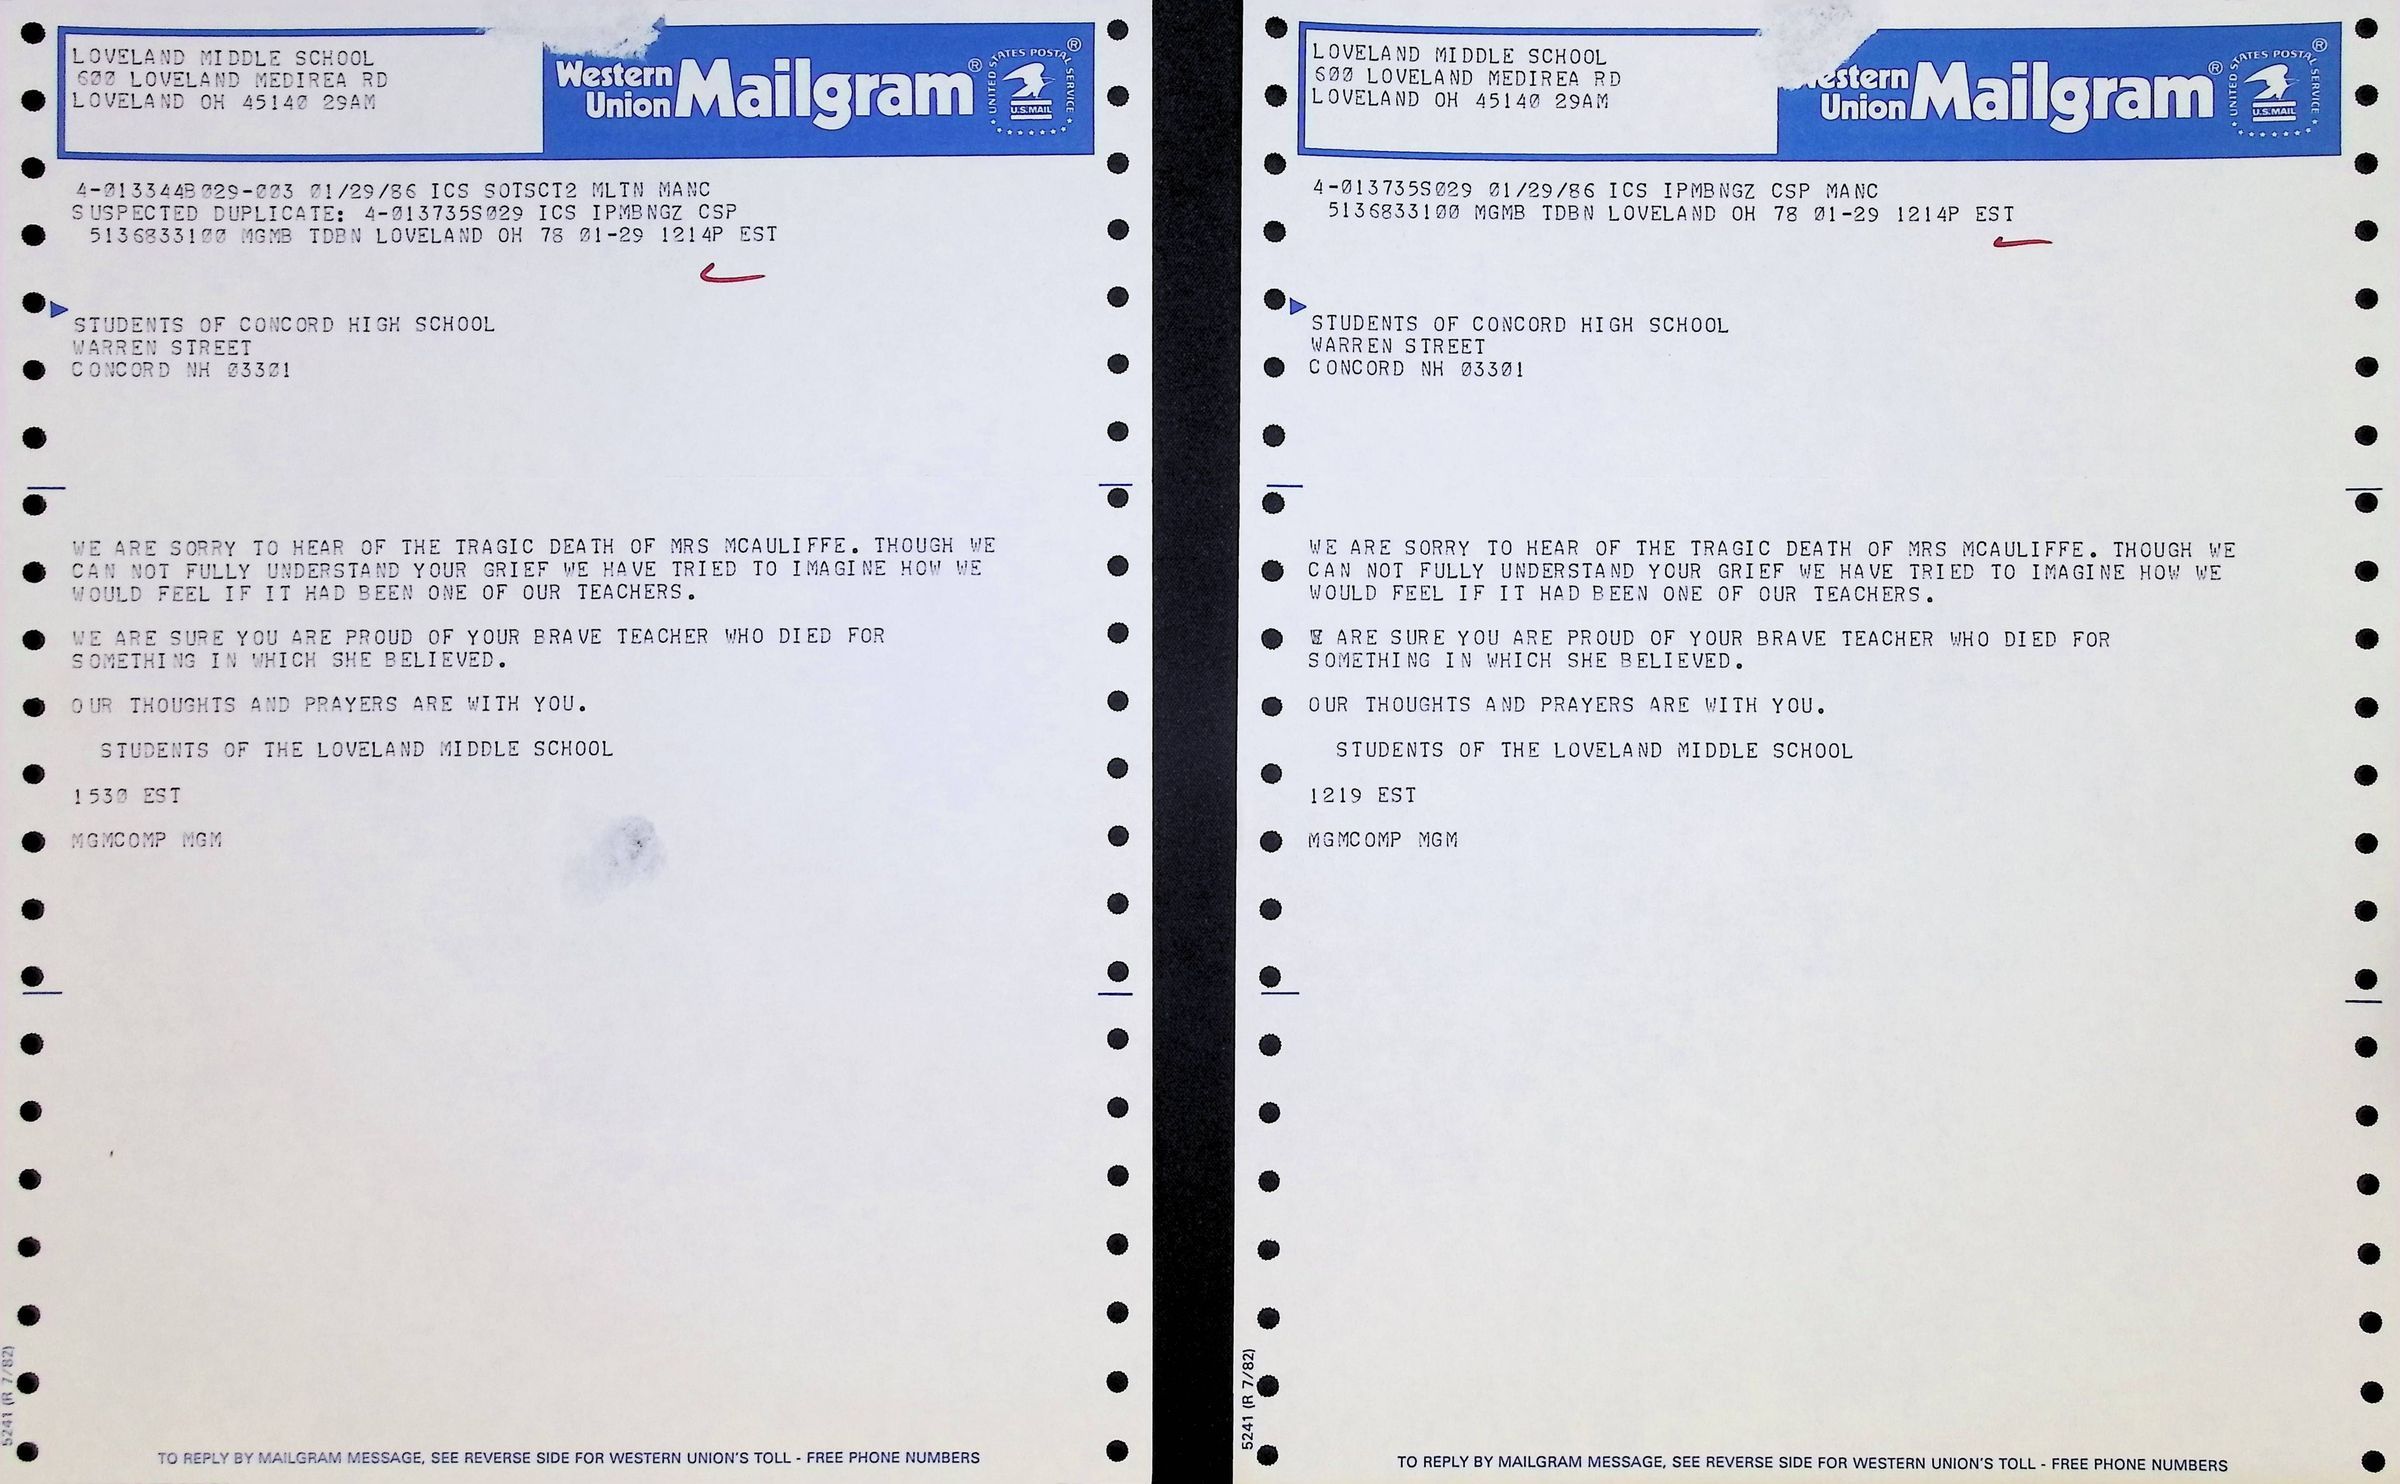 LOVELAND MIDDLE SCHOOL
600 LOVELAND MEDIREA RD
LOVELAND OH 45140 29AM
Western Union Mailgram®
UNITED STATES POSTAL SERVICE ®
U.S.MAIL
4-013344B029-003 01/29/86 ICS SOTSCT2 MLTN MANC
SUSPECTED DUPLICATE: 4-013735S029 ICS IPMBNGZ CSP
5136833100 MGMB TDBN LOVELAND OH 78 01-29 1214P EST
STUDENTS OF CONCORD HIGH SCHOOL
WARREN STREET
CONCORD NH 03301
WE ARE SORRY TO HEAR OF THE TRAGIC DEATH OF MRS MCAULIFFE. THOUGH WE
CAN NOT FULLY UNDERSTAND YOUR GRIEF WE HAVE TRIED TO IMAGINE HOW WE
WOULD FEEL IF IT HAD BEEN ONE OF OUR TEACHERS.
WE ARE SURE YOU ARE PROUD OF YOUR BRAVE TEACHER WHO DIED FOR
SOMETHING IN WHICH SHE BELIEVED.
OUR THOUGHTS AND PRAYERS ARE WITH YOU.
STUDENTS OF THE LOVELAND MIDDLE SCHOOL
1530 EST
MGMCOMP MGM
5241 (R 7/82)
TO REPLY BY MAILGRAM MESSAGE, SEE REVERSE SIDE FOR WESTERN UNION'S TOLL - FREE PHONE NUMBERS
LOVELAND MIDDLE SCHOOL
600 LOVELAND MEDIREA RD
LOVELAND OH 45140 29AM
Western Union Mailgram®
UNITED STATES POSTAL SERVICE ®
U.S.MAIL
4-013735S029 01/29/86 ICS IPMBNGZ CSP MANC
5136833100 MGMB TDBN LOVELAND OH 78 01-29 1214P EST
STUDENTS OF CONCORD HIGH SCHOOL
WARREN STREET
CONCORD NH 03301
WE ARE SORRY TO HEAR OF THE TRAGIC DEATH OF MRS MCAULIFFE. THOUGH WE
CAN NOT FULLY UNDERSTAND YOUR GRIEF WE HAVE TRIED TO IMAGINE HOW WE
WOULD FEEL IF IT HAD BEEN ONE OF OUR TEACHERS.
ARE SURE YOU ARE PROUD OF YOUR BRAVE TEACHER WHO DIED FOR
SOMETHING IN WHICH SHE BELIEVED.
OUR THOUGHTS AND PRAYERS ARE WITH YOU.
STUDENTS OF THE LOVELAND MIDDLE SCHOOL
1219 EST
MGMCOMP MGM
5241 (R 7/82)
TO REPLY BY MAILGRAM MESSAGE, SEE REVERSE SIDE FOR WESTERN UNION'S TOLL - FREE PHONE NUMBERS